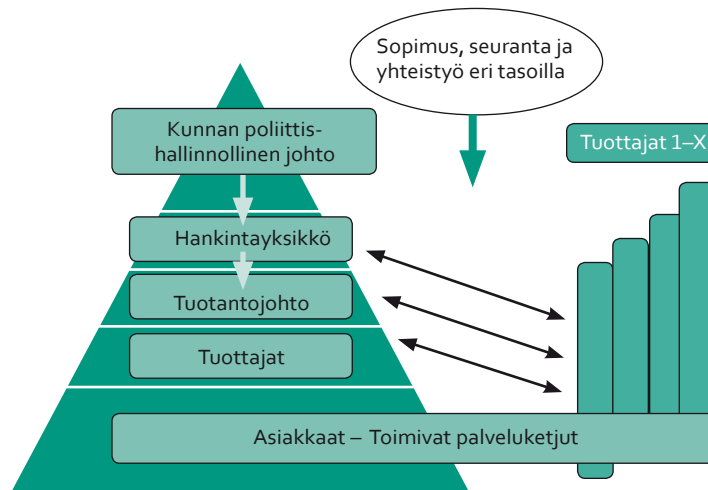 Sopimus, seuranta ja
yhteistyö eri tasoilla
Kunnan poliittis-
hallinnollinen johto
Tuottajat 1–X
Hankintayksikkö
Tuotantojohto
Tuottajat
Asiakkaat – Toimivat palveluketjut